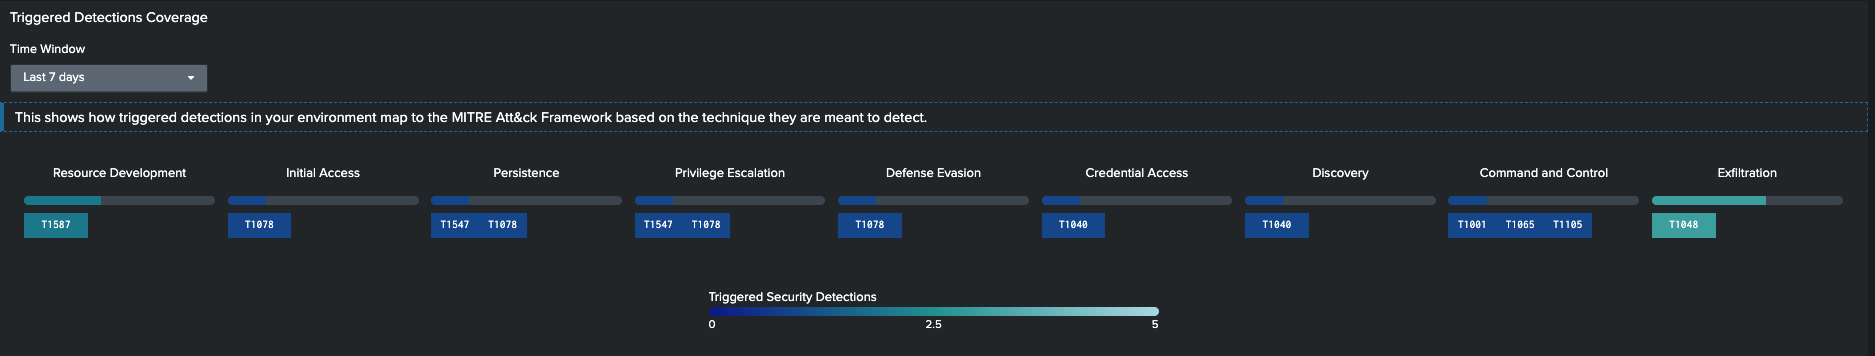 Triggered Detections Coverage
Time Window
Last 7 days
This shows how triggered detections in your environment map to the MITRE Att&ck Framework based on the technique they are meant to detect.
Resource Development
T1587
Initial Access
T1078
Persistence
T1547 T1078
Privilege Escalation
T1547 T1078
Defense Evasion
T1078
Credential Access
T1040
Discovery
T1040
Command and Control
T1001 T1065 T1105
Exfiltration
T1048
Triggered Security Detections
0 2.5 5